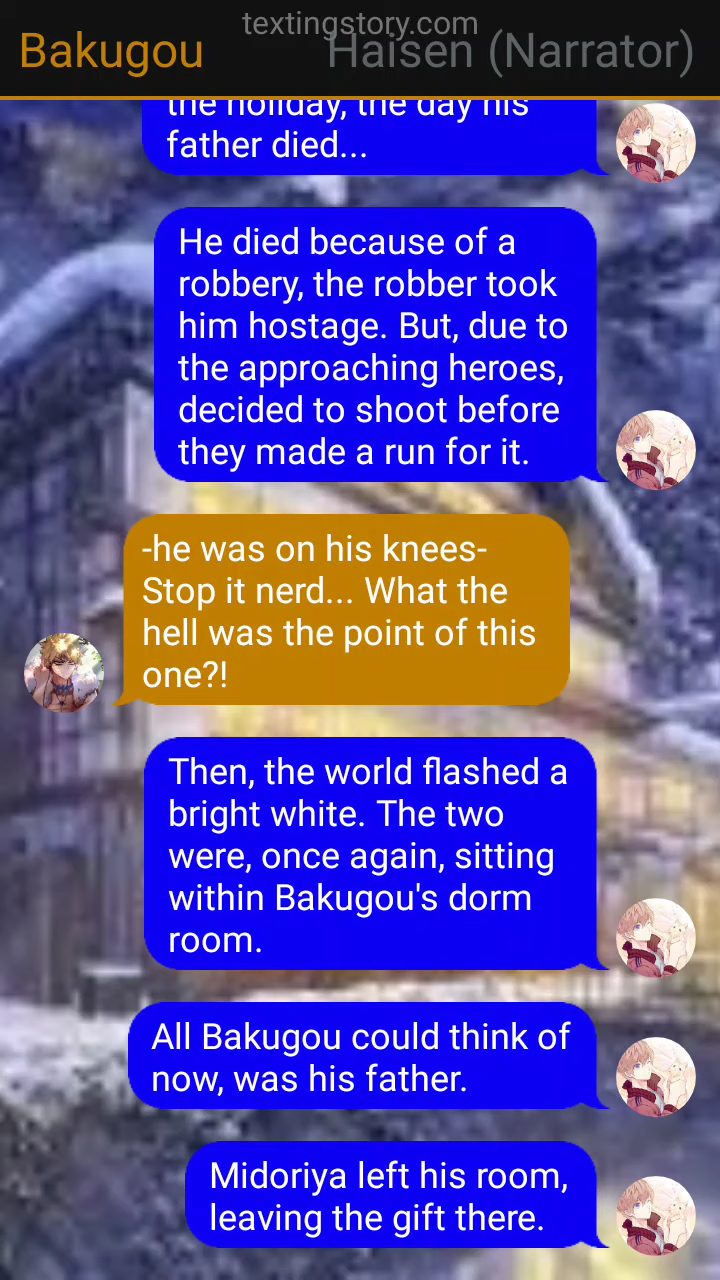 textingstory.com
Bakugou
Haisen (Narrator)
the holiday, the day his
father died...
He died because of a
robbery, the robber took
him hostage. But, due to
the approaching heroes,
decided to shoot before
they made a run for it.
-he was on his knees-
Stop it nerd... What the
hell was the point of this
one?!
Then, the world flashed a
bright white. The two
were, once again, sitting
within Bakugou's dorm
room.
All Bakugou could think of
now, was his father.
Midoriya left his room,
leaving the gift there.